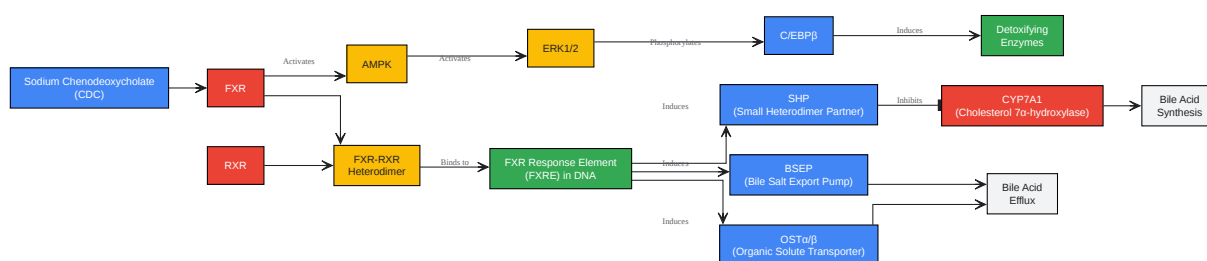 Activates
AMPK
Activates
ERK1/2
Phosphorylates
C/EBPβ
Induces
Detoxifying
Enzymes
Sodium Chenodeoxycholate
(CDC)
FXR
RXR
FXR-RXR
Heterodimer
Binds to
FXR Response Element
(FXRE) in DNA
Induces
SHP
(Small Heterodimer Partner)
Inhibits
CYP7A1
(Cholesterol 7α-hydroxylase)
Bile Acid
Synthesis
Induces
BSEP
(Bile Salt Export Pump)
Bile Acid
Efflux
Induces
OSTα/β
(Organic Solute Transporter)